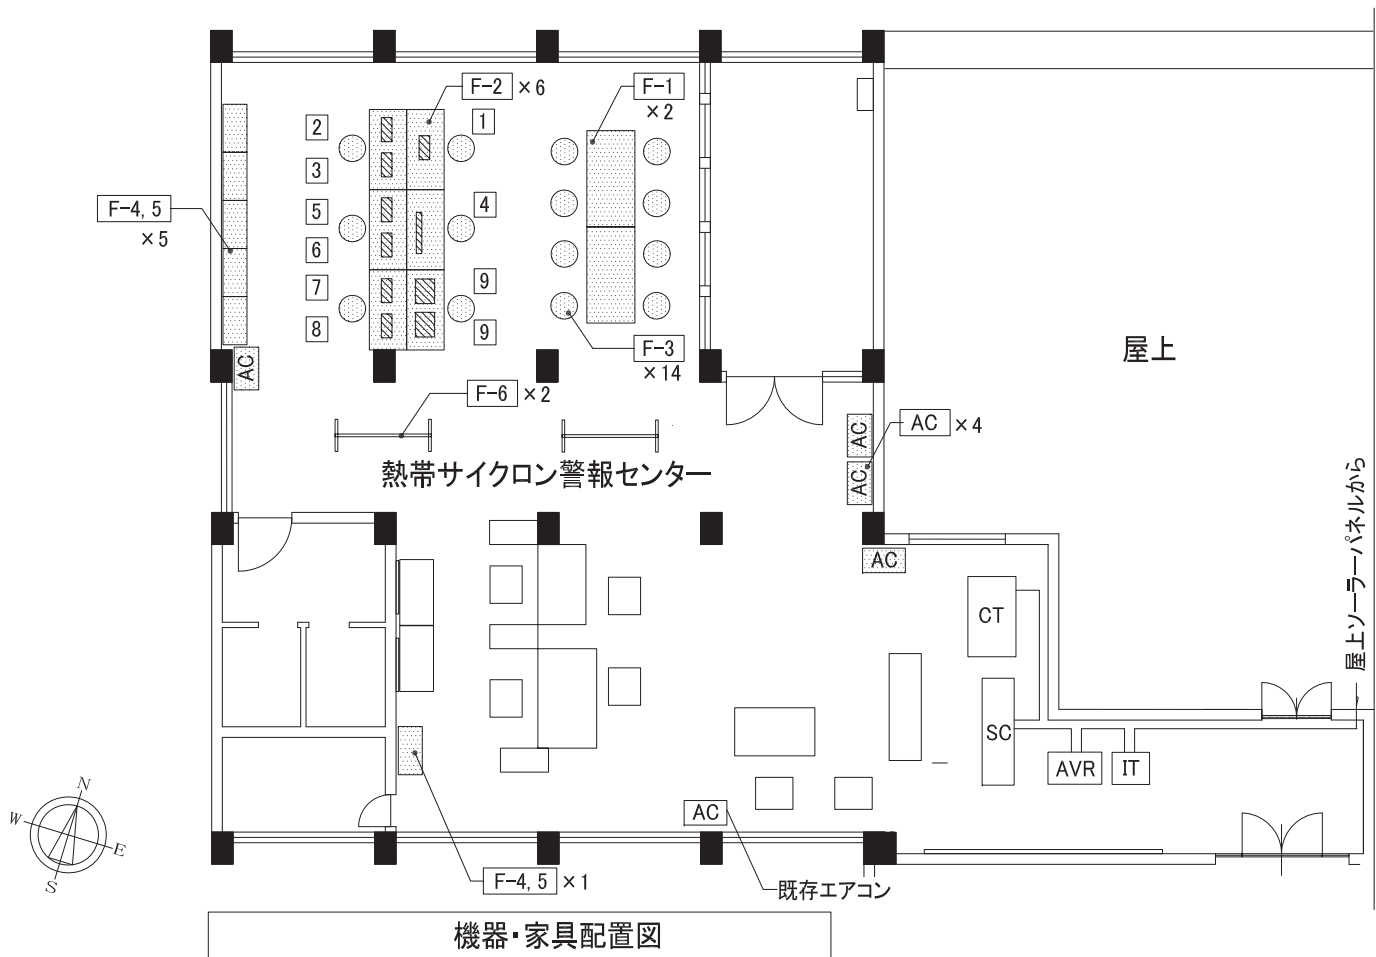 F-2 ×6
F-1
×2
2
1
3
F-4, 5
×5
5
4
6
7
9
8
9
F-3
×14
屋上
AC
F-6 ×2
AC
AC ×4
AC
熱帯サイクロン警報センター
屋上ソーラーパネルから
AC
CT
SC
AVR
IT
N
W
E
S
AC
F-4, 5 ×1
既存エアコン
機器・家具配置図